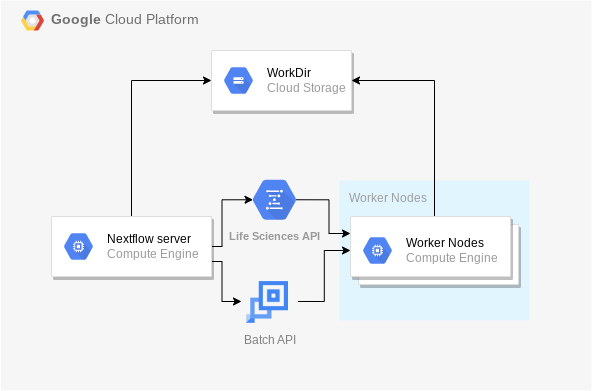 Google Cloud Platform
WorkDir
Cloud Storage
Worker Nodes
Life Sciences API
Nextflow server
Compute Engine
Worker Nodes
Compute Engine
Batch API